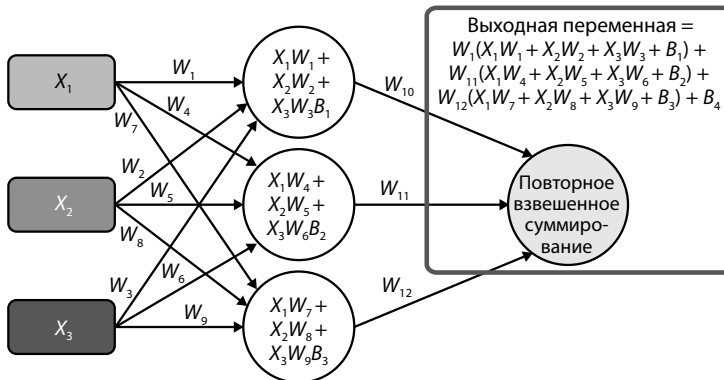 Выходная переменная =
W₁(X₁W₁ + X₂W₂ + X₃W₃ + B₁) +
W₁₁(X₁W₄ + X₂W₅ + X₃W₆ + B₂) +
W₁₂(X₁W₇ + X₂W₈ + X₃W₉ + B₃) + B₄
X₁
X₂
X₃
W₁
W₄
W₇
W₂
W₅
W₈
W₃
W₆
W₉
X₁W₁ +
X₂W₂ +
X₃W₃B₁
X₁W₄ +
X₂W₅ +
X₃W₆B₂
X₁W₇ +
X₂W₈ +
X₃W₉B₃
W₁₀
W₁₁
W₁₂
Повторное
взвешенное
суммиро-
вание